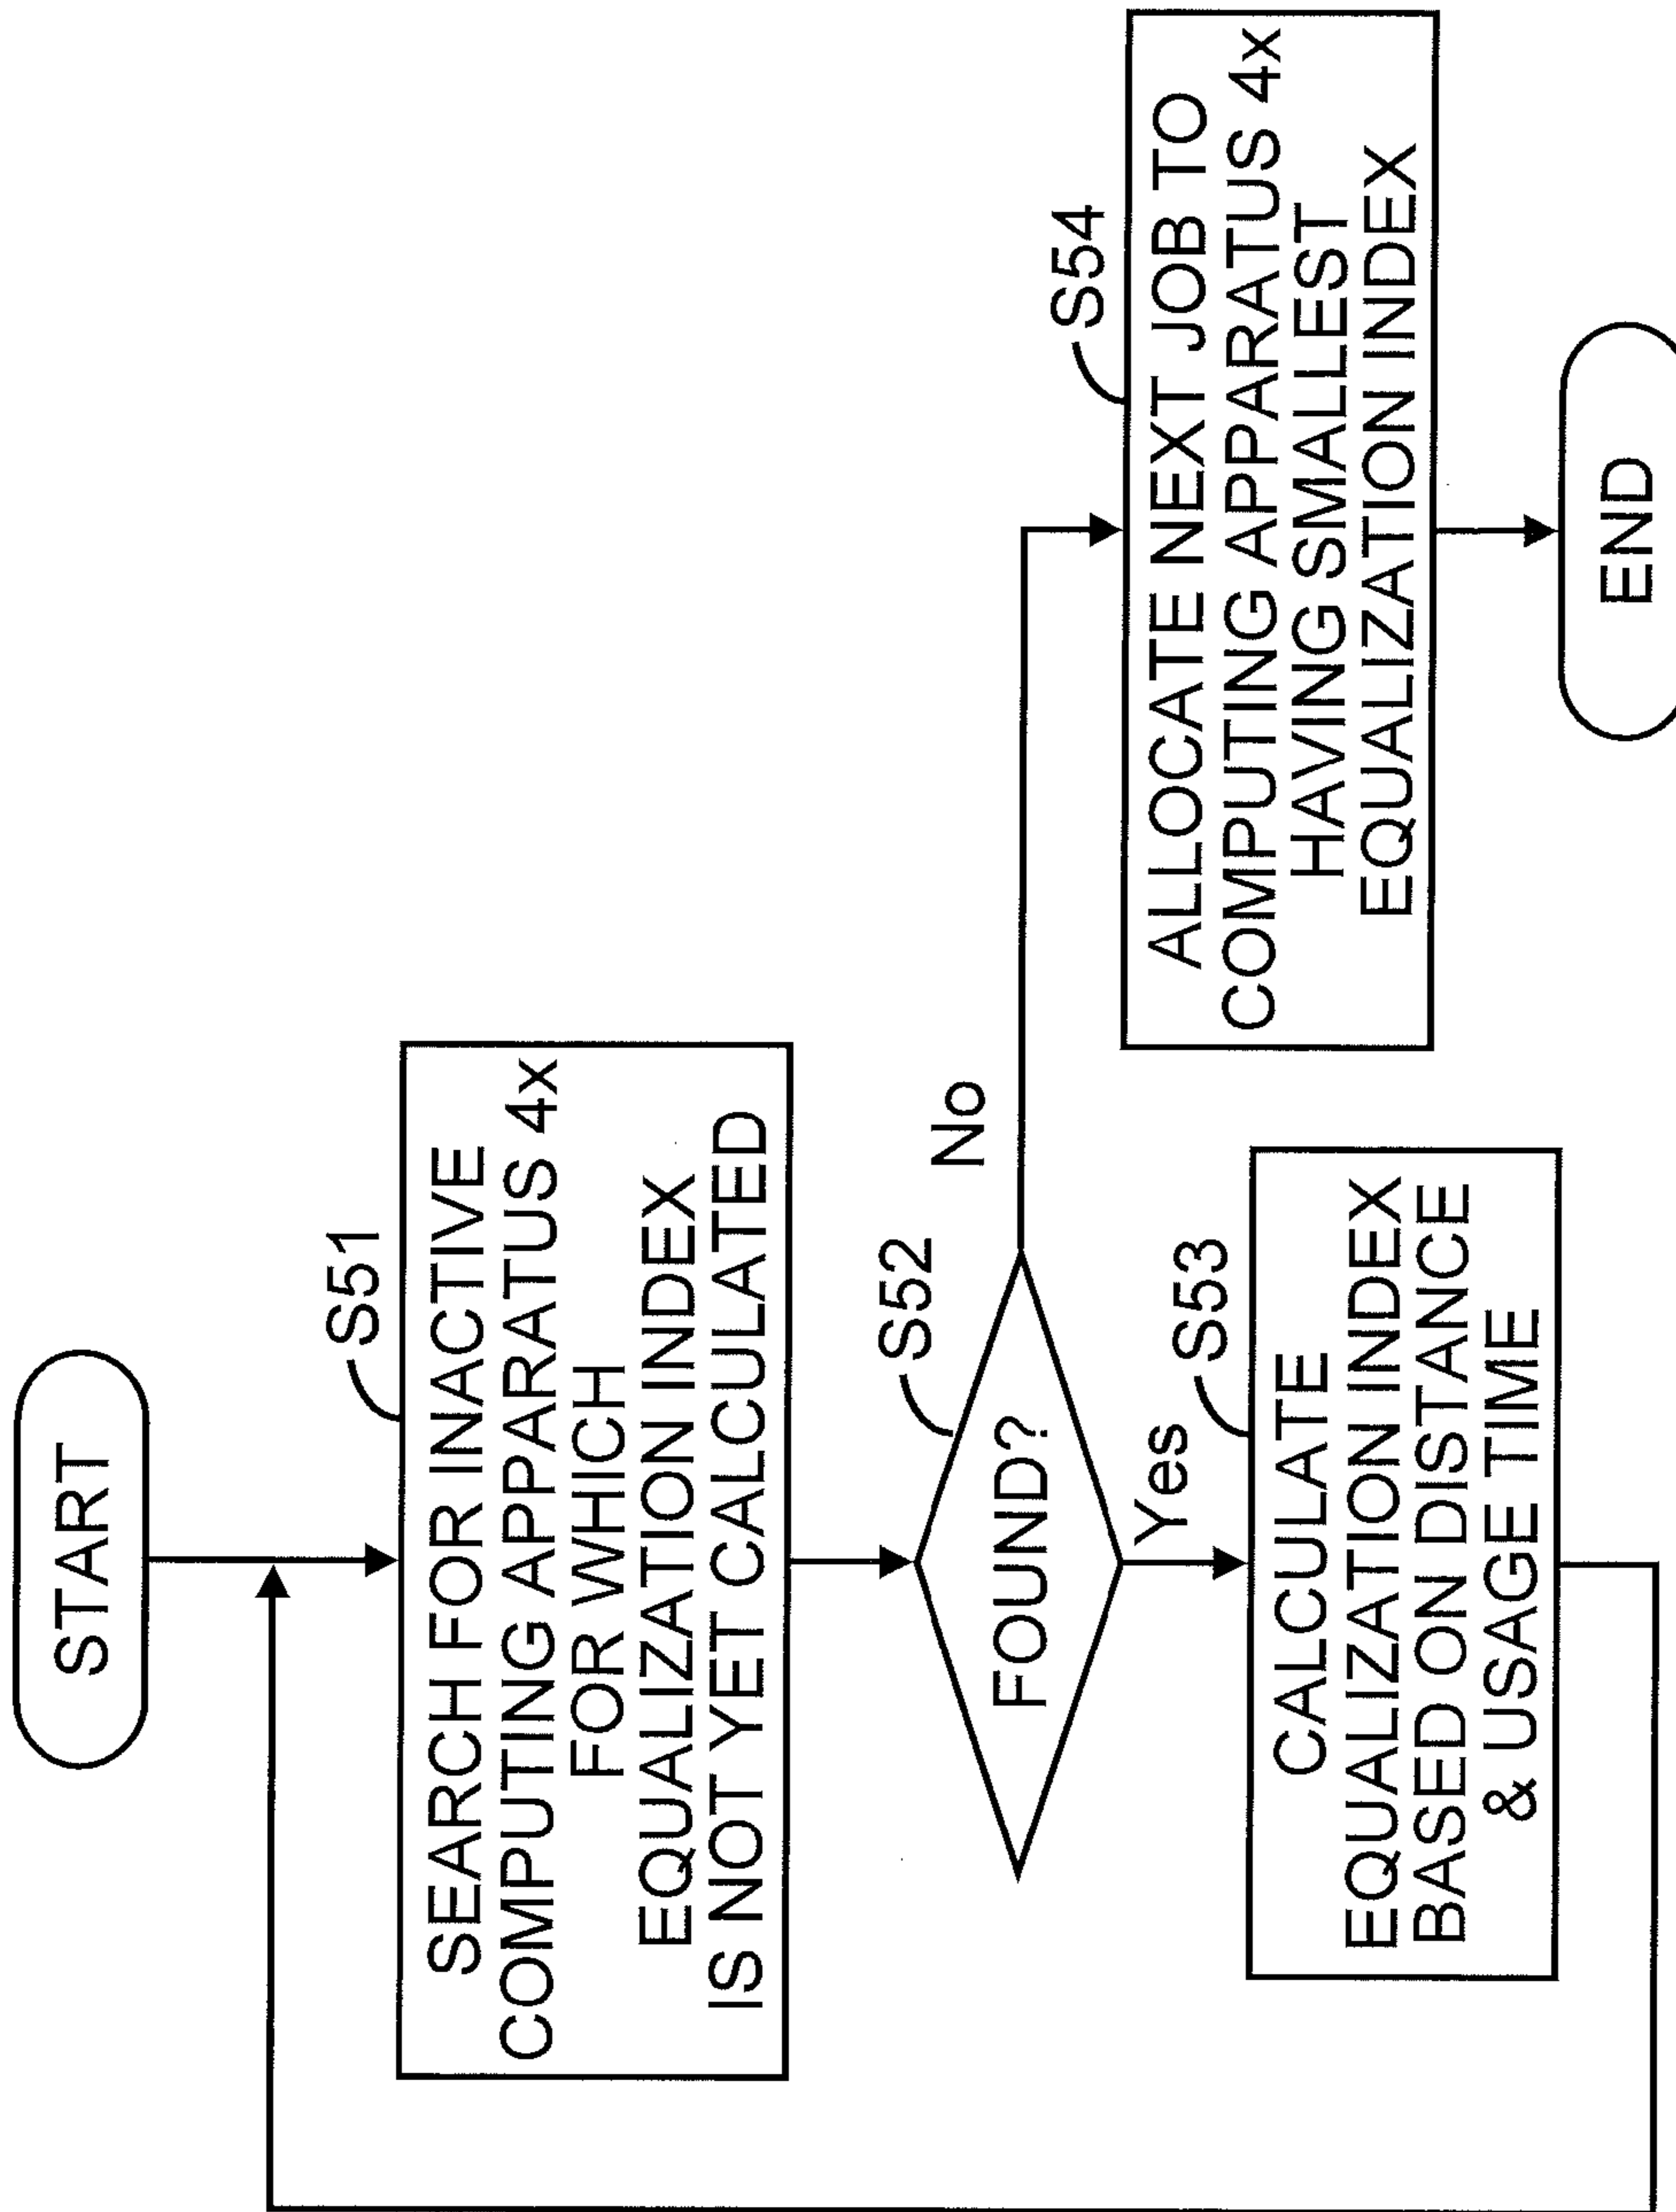 START
S51
SEARCH FOR INACTIVE
COMPUTING APPARATUS 4x
FOR WHICH
EQUALIZATION INDEX
IS NOT YET CALCULATED
S52
FOUND?
No
Yes
S53
CALCULATE
EQUALIZATION INDEX
BASED ON DISTANCE
& USAGE TIME
S54
ALLOCATE NEXT JOB TO
COMPUTING APPARATUS 4x
HAVING SMALLEST
EQUALIZATION INDEX
END